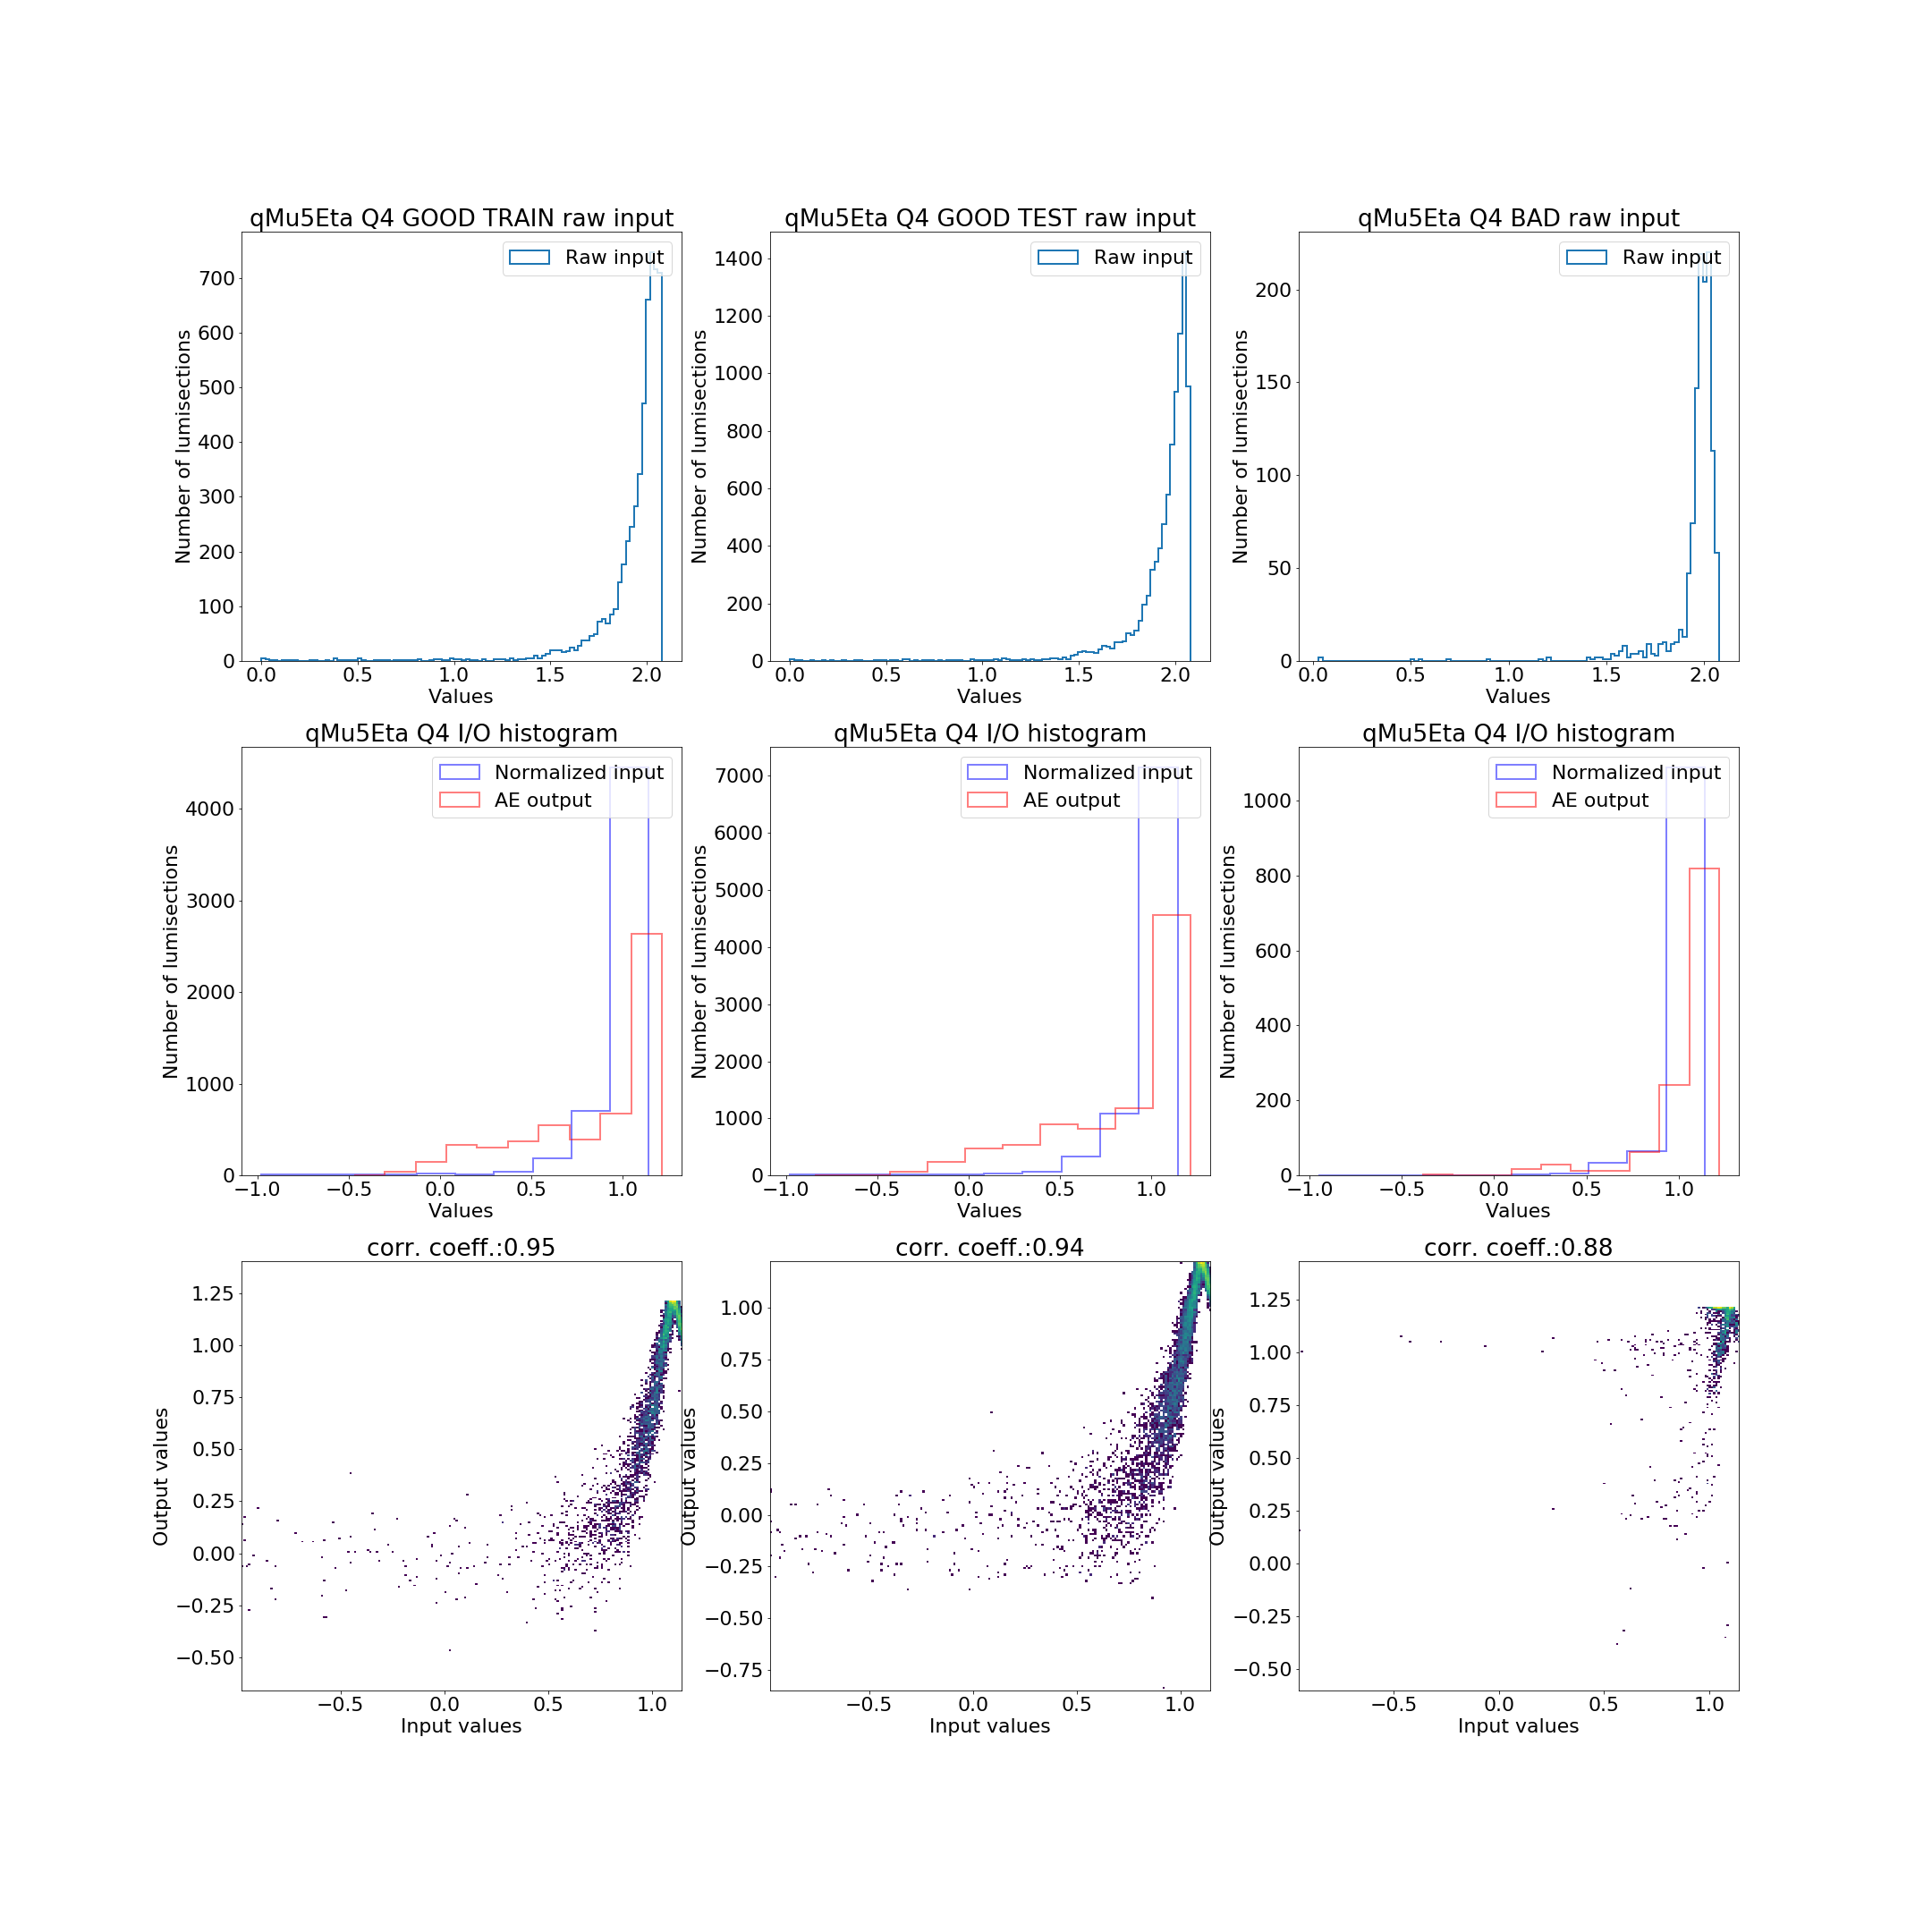 qMu5Eta Q4 GOOD TRAIN raw input
Raw input
700
600
500
400
300
200
100
0
0.0 0.5 1.0 1.5 2.0
Values
Number of lumisections
qMu5Eta Q4 GOOD TEST raw input
Raw input
1400
1200
1000
800
600
400
200
0
0.0 0.5 1.0 1.5 2.0
Values
Number of lumisections
qMu5Eta Q4 BAD raw input
Raw input
200
150
100
50
0
0.0 0.5 1.0 1.5 2.0
Values
Number of lumisections
qMu5Eta Q4 I/O histogram
Normalized input
AE output
4000
3000
2000
1000
0
−1.0 −0.5 0.0 0.5 1.0
Values
Number of lumisections
qMu5Eta Q4 I/O histogram
Normalized input
AE output
7000
6000
5000
4000
3000
2000
1000
0
−1.0 −0.5 0.0 0.5 1.0
Values
Number of lumisections
qMu5Eta Q4 I/O histogram
Normalized input
AE output
1000
800
600
400
200
0
−1.0 −0.5 0.0 0.5 1.0
Values
Number of lumisections
corr. coeff.:0.95
1.25
1.00
0.75
0.50
0.25
0.00
−0.25
−0.50
−0.5 0.0 0.5 1.0
Input values
Output values
corr. coeff.:0.94
1.00
0.75
0.50
0.25
0.00
−0.25
−0.50
−0.75
−0.5 0.0 0.5 1.0
Input values
Output values
corr. coeff.:0.88
1.25
1.00
0.75
0.50
0.25
0.00
−0.25
−0.50
−0.5 0.0 0.5 1.0
Input values
Output values